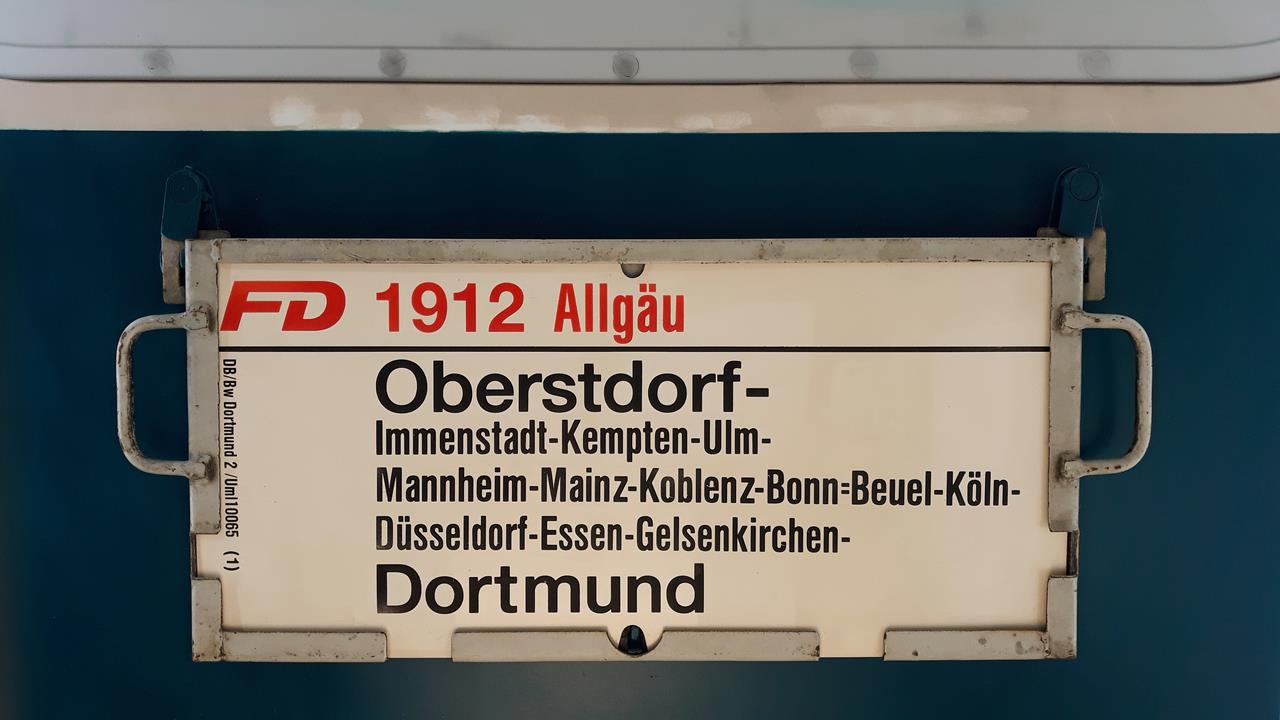 FD 1912 Allgäu
Oberstdorf-
Immenstadt-Kempten-Ulm-
Mannheim-Mainz-Koblenz-Bonn=Beuel-Köln-
Düsseldorf-Essen-Gelsenkirchen-
Dortmund
DB/Bw Dortmund 2 /Uml10065 (1)